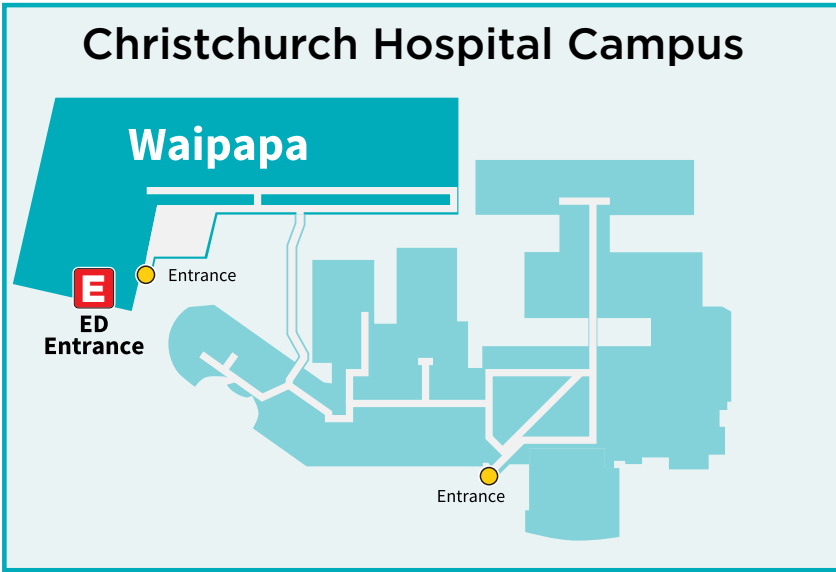 Christchurch Hospital Campus
Waipapa
Entrance
E
ED
Entrance
Entrance